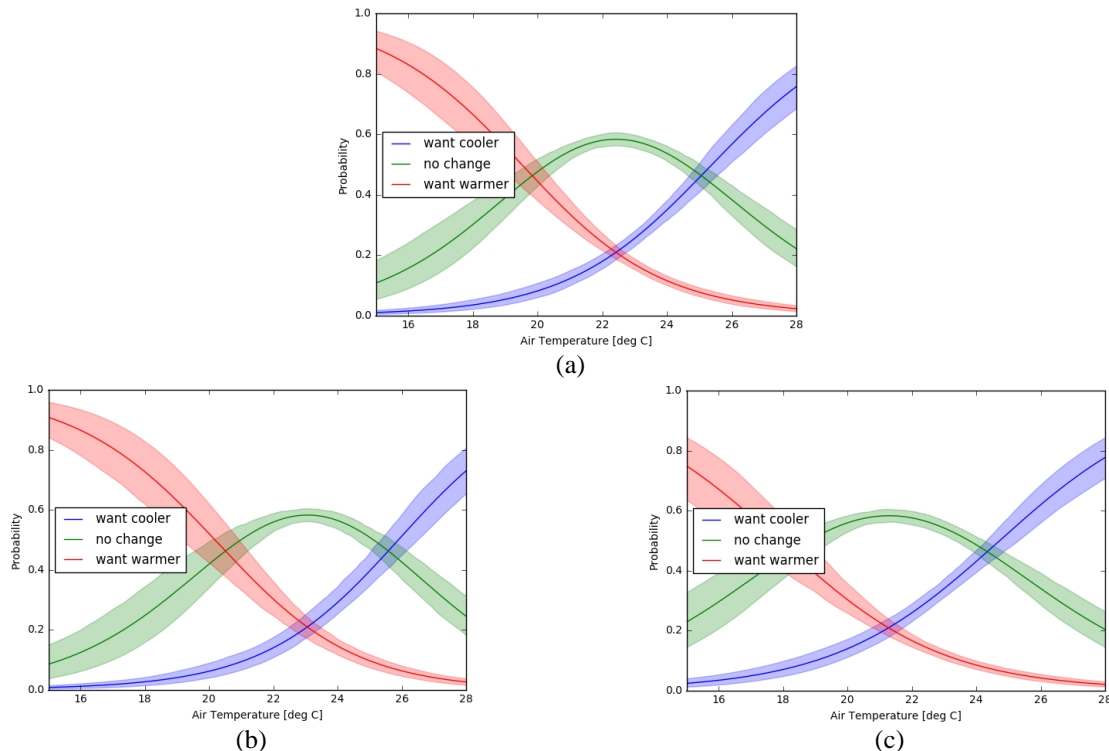 1.0
0.8
0.6
0.4
0.2
0.0
Probability
want cooler
no change
want warmer
16 18 20 22 24 26 28
Air Temperature [deg C]
(a)
1.0
0.8
0.6
0.4
0.2
0.0
Probability
want cooler
no change
want warmer
16 18 20 22 24 26 28
Air Temperature [deg C]
(b)
1.0
0.8
0.6
0.4
0.2
0.0
Probability
want cooler
no change
want warmer
16 18 20 22 24 26 28
Air Temperature [deg C]
(c)